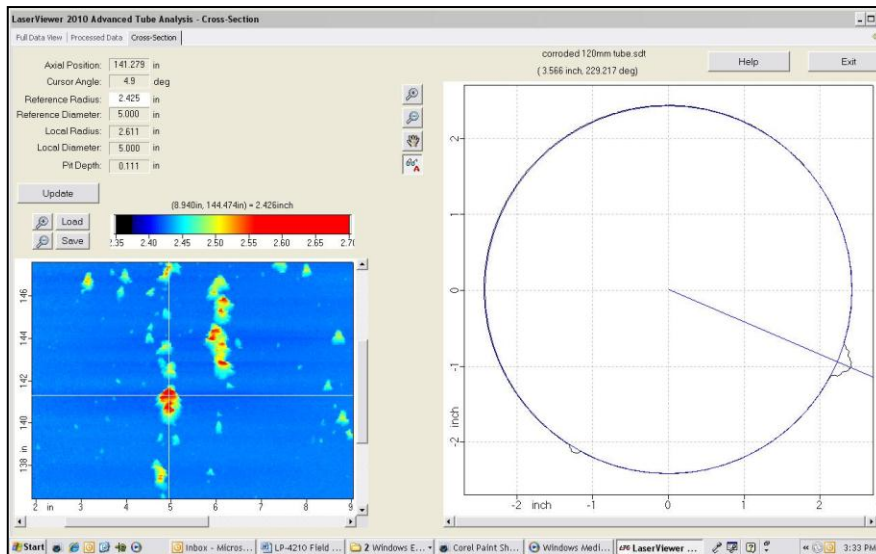 LaserViewer 2010 Advanced Tube Analysis - Cross-Section
Full Data View | Processed Data | Cross-Section
Axial Position: 141.279 in
Cursor Angle: 4.9 deg
Reference Radius: 2.425 in
Reference Diameter: 5.000 in
Local Radius: 2.611 in
Local Diameter: 5.000 in
Pit Depth: 0.111 in
Update
(8.940in, 144.474in) = 2.426inch
Load
Save
2.35 2.40 2.45 2.50 2.55 2.60 2.65 2.70
146
144
142
140
138
in
2 in 3 4 5 6 7 8 9
A
corroded 120mm tube.sdt
( 3.566 inch, 229.217 deg)
Help
Exit
2
1
0
-1
-2
inch
-2 inch -1 0 1 2
Start
Inbox - Micros...
LP-4210 Field ...
2 Windows E...
Corel Paint Sh...
Windows Medi...
LaserViewer ...
3:33 PM